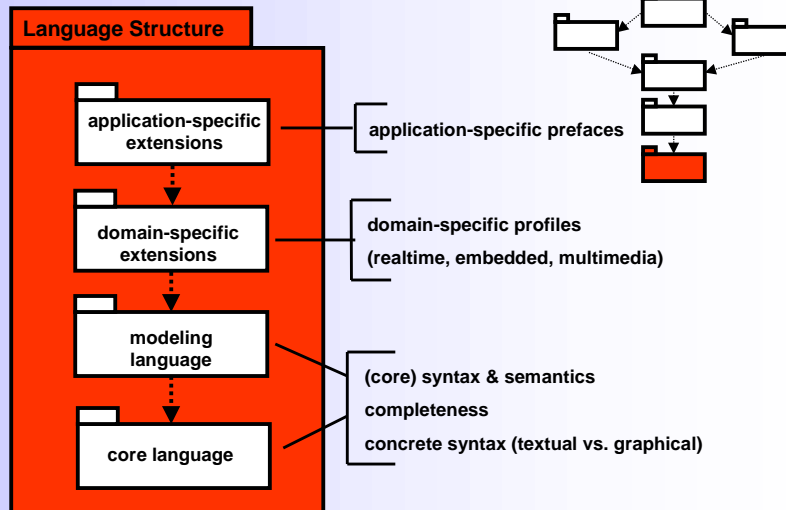 Language Structure
application-specific
extensions
application-specific prefaces
domain-specific
extensions
domain-specific profiles
(realtime, embedded, multimedia)
modeling
language
(core) syntax & semantics
completeness
concrete syntax (textual vs. graphical)
core language